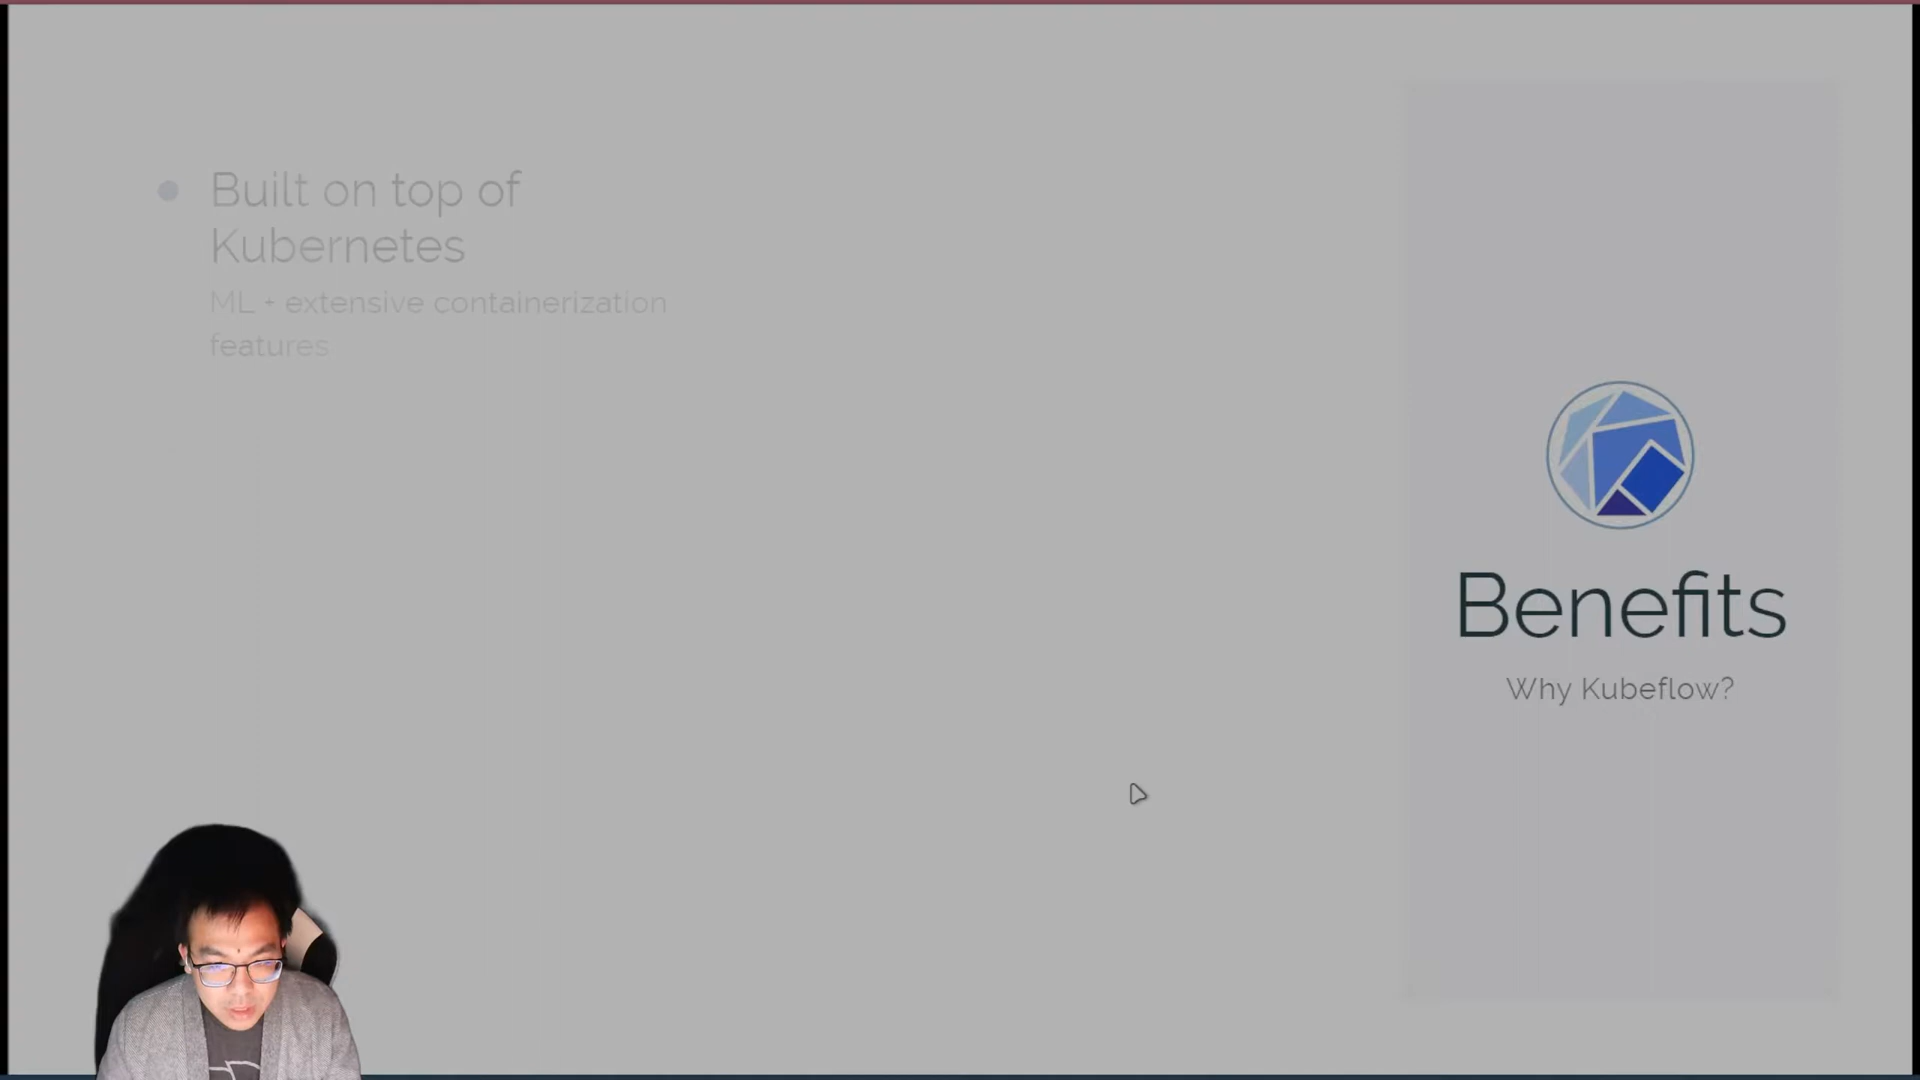 Built on top of
Kubernetes
ML + extensive containerization
features
Benefits
Why Kubeflow?